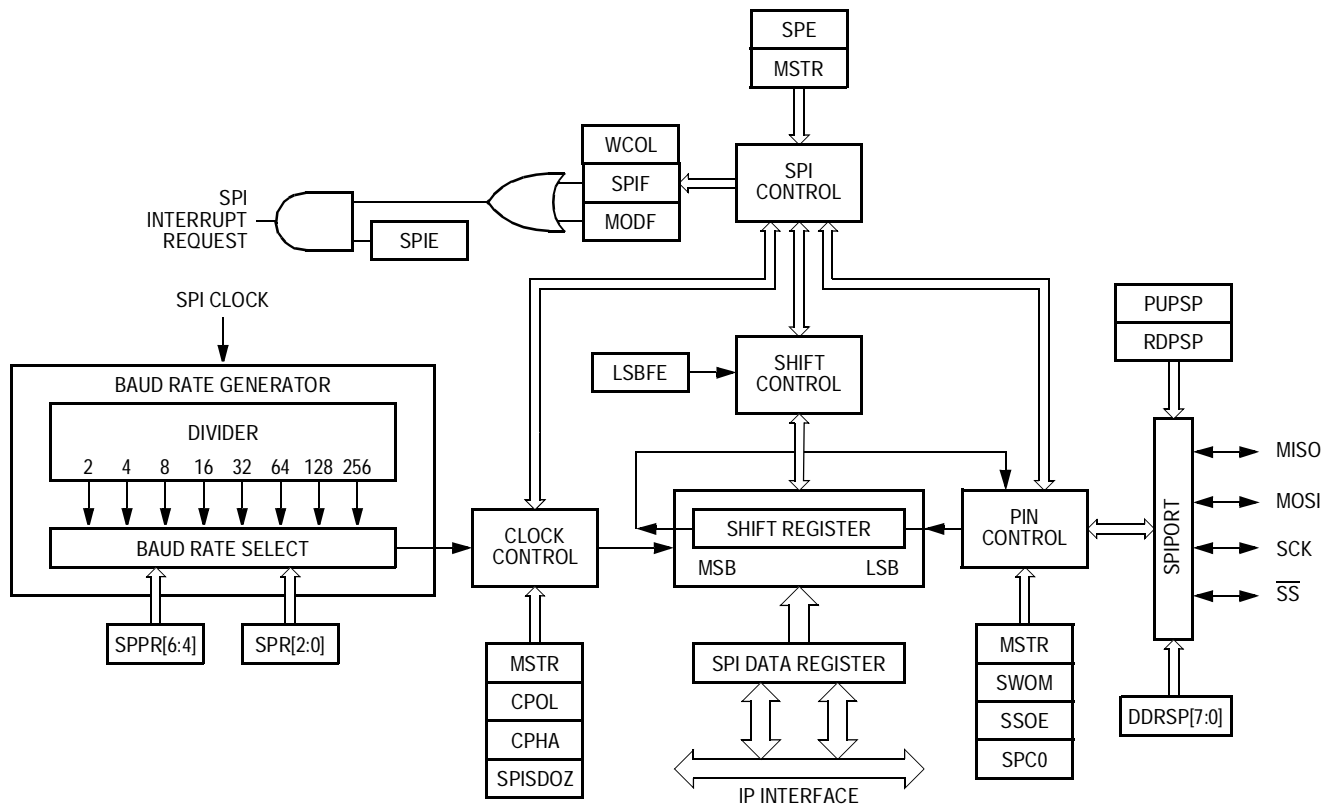 SPE
MSTR
WCOL
SPIF
MODF
SPI
CONTROL
SPI
INTERRUPT
REQUEST
SPIE
SPI CLOCK
PUPSP
RDPSP
BAUD RATE GENERATOR
DIVIDER
2 4 8 16 32 64 128 256
BAUD RATE SELECT
LSBFE
SHIFT
CONTROL
CLOCK
CONTROL
SHIFT REGISTER
MSB LSB
PIN
CONTROL
SPIPORT
MISO
MOSI
SCK
SS
SPPR[6:4]
SPR[2:0]
MSTR
CPOL
CPHA
SPISDOZ
SPI DATA REGISTER
IP INTERFACE
MSTR
SWOM
SSOE
SPC0
DDRSP[7:0]